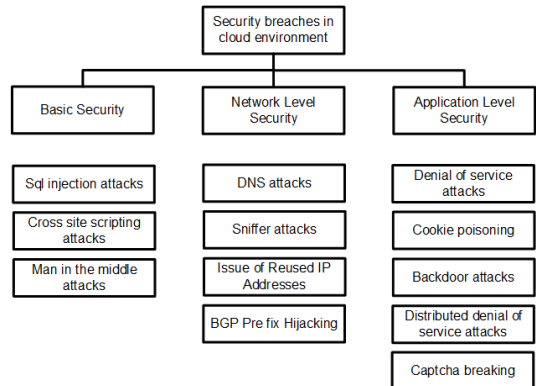 Security breaches in
cloud environment
Basic Security
Network Level
Security
Application Level
Security
Sql injection attacks
Cross site scripting
attacks
Man in the middle
attacks
DNS attacks
Sniffer attacks
Issue of Reused IP
Addresses
BGP Pre fix Hijacking
Denial of service
attacks
Cookie poisoning
Backdoor attacks
Distributed denial of
service attacks
Captcha breaking